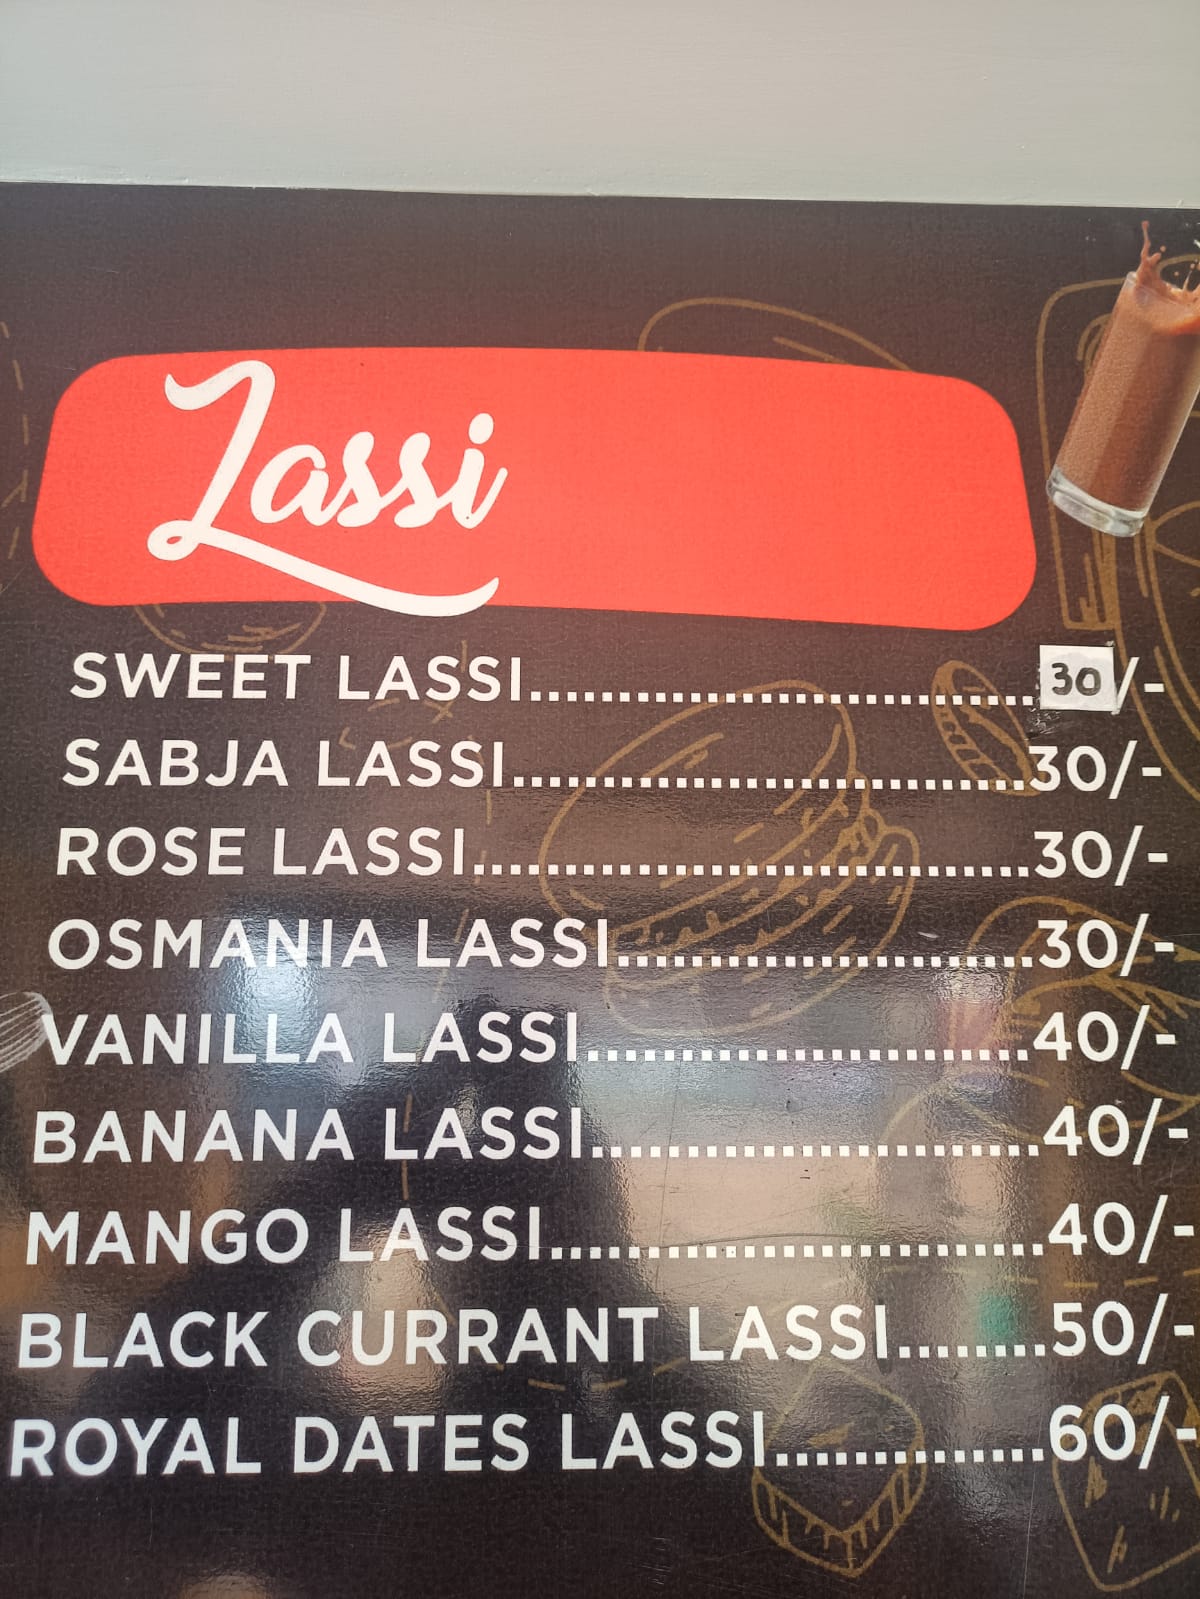 Lassi
SWEET LASSI..............................30/-
SABJA LASSI..............................30/-
ROSE LASSI................................30/-
OSMANIA LASSI........................30/-
VANILLA LASSI..........................40/-
BANANA LASSI..........................40/-
MANGO LASSI............................40/-
BLACK CURRANT LASSI........50/-
ROYAL DATES LASSI..............60/-